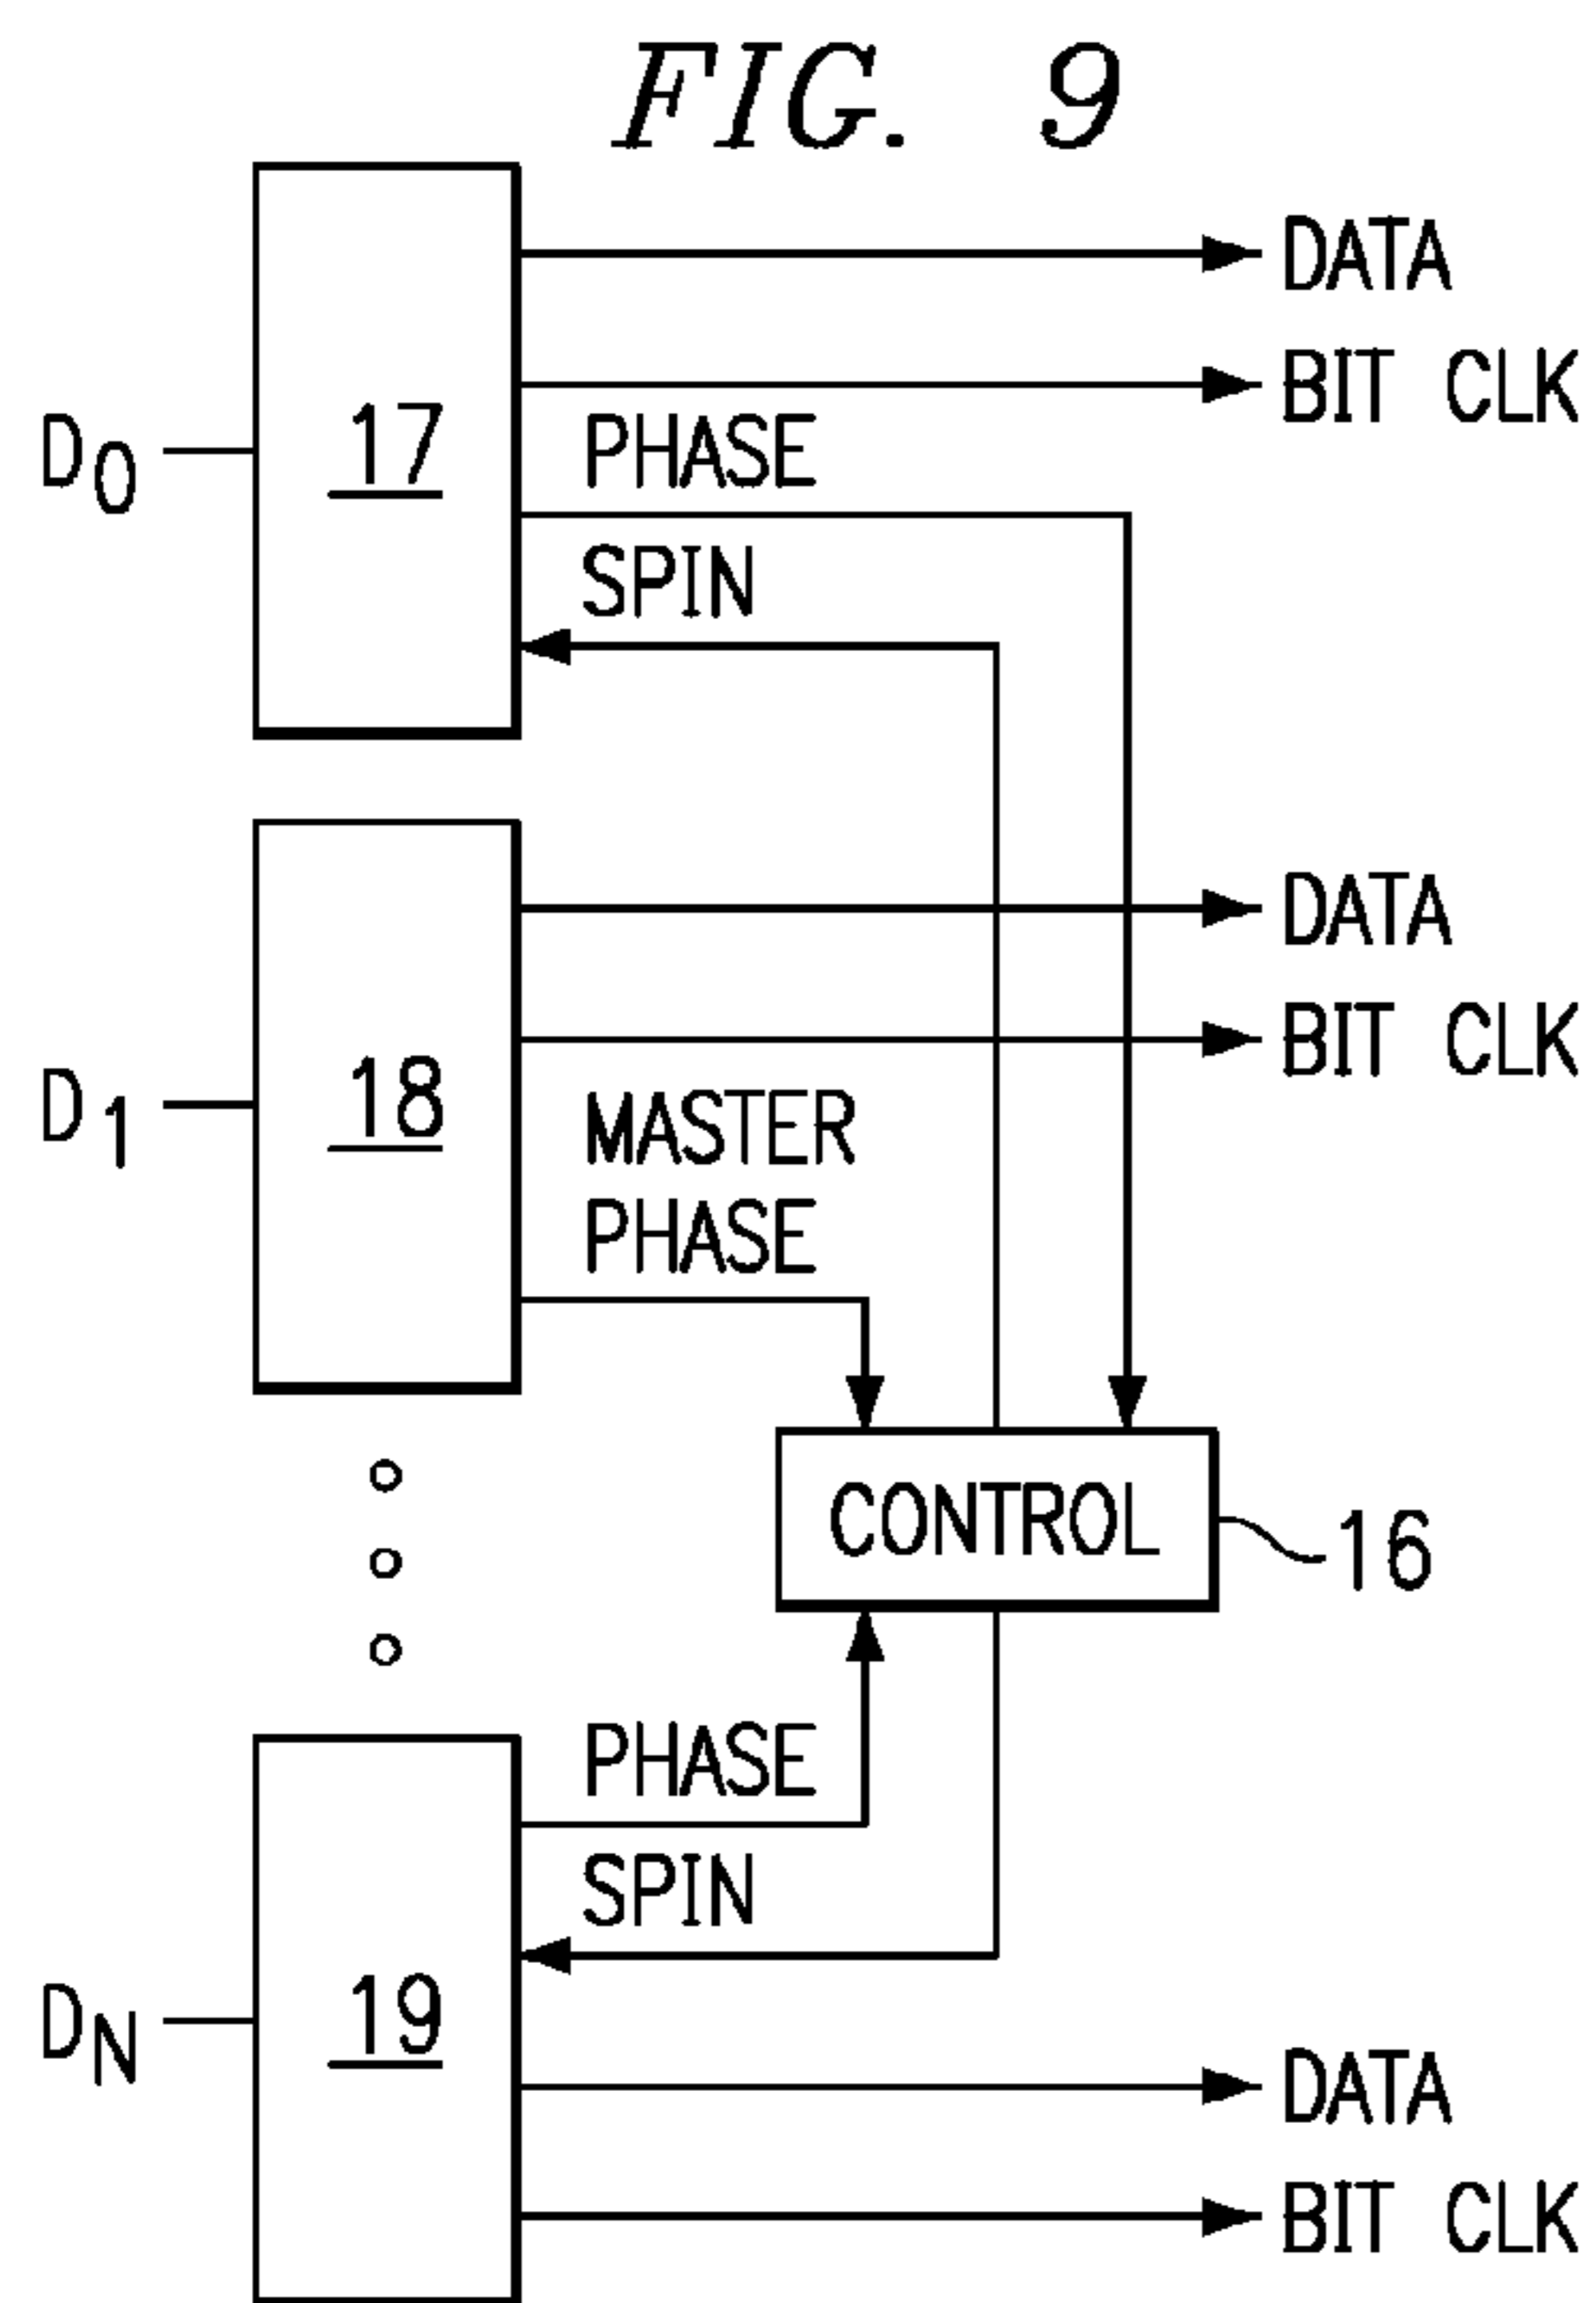 FIG. 9
DATA
BIT CLK
D0
17
PHASE
SPIN
DATA
BIT CLK
D1
18
MASTER
PHASE
CONTROL
16
PHASE
SPIN
DN
19
DATA
BIT CLK